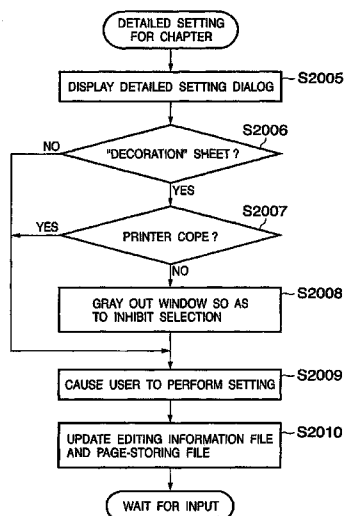 DETAILED SETTING
FOR CHAPTER
DISPLAY DETAILED SETTING DIALOG
S2005
S2006
NO
"DECORATION" SHEET?
YES
S2007
YES
PRINTER COPE?
NO
S2008
GRAY OUT WINDOW SO AS
TO INHIBIT SELECTION
S2009
CAUSE USER TO PERFORM SETTING
S2010
UPDATE EDITING INFORMATION FILE
AND PAGE-STORING FILE
WAIT FOR INPUT